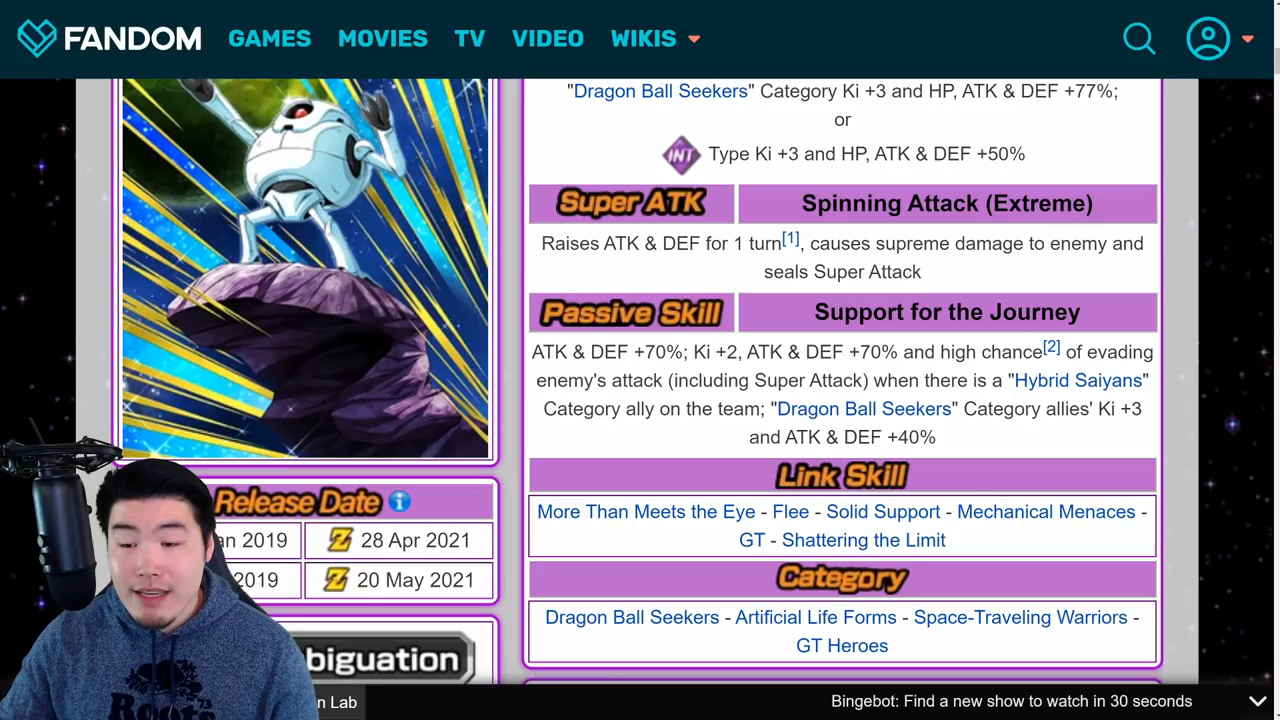 FANDOM GAMES MOVIES TV VIDEO WIKIS
"Dragon Ball Seekers" Category Ki +3 and HP, ATK & DEF +77%;
or
INT Type Ki +3 and HP, ATK & DEF +50%
Super ATK Spinning Attack (Extreme)
Raises ATK & DEF for 1 turn[1], causes supreme damage to enemy and
seals Super Attack
Passive Skill Support for the Journey
ATK & DEF +70%; Ki +2, ATK & DEF +70% and high chance[2] of evading
enemy's attack (including Super Attack) when there is a "Hybrid Saiyans"
Category ally on the team; "Dragon Ball Seekers" Category allies' Ki +3
and ATK & DEF +40%
Link Skill
More Than Meets the Eye - Flee - Solid Support - Mechanical Menaces -
GT - Shattering the Limit
Category
Dragon Ball Seekers - Artificial Life Forms - Space-Traveling Warriors -
GT Heroes
Release Date i
an 2019 Z 28 Apr 2021
2019 Z 20 May 2021
biguation
n Lab
Bingebot: Find a new show to watch in 30 seconds
ROOTS